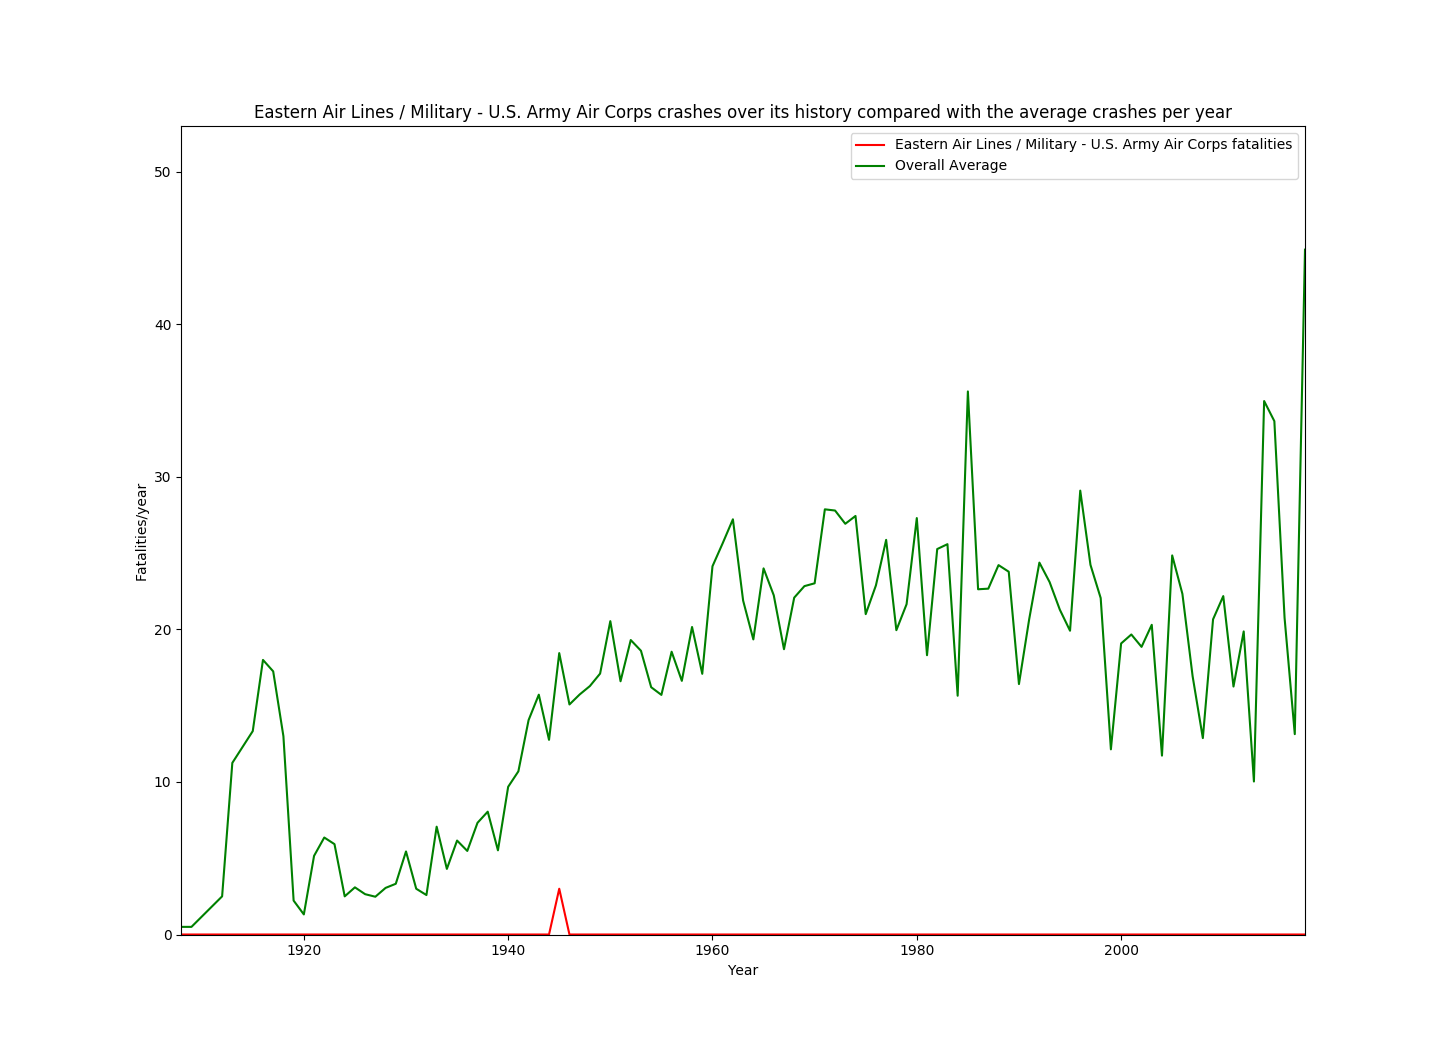 Eastern Air Lines / Military - U.S. Army Air Corps crashes over its history compared with the average crashes per year
Eastern Air Lines / Military - U.S. Army Air Corps fatalities
Overall Average
50
40
30
20
10
0
Fatalities/year
1920
1940
1960
1980
2000
Year